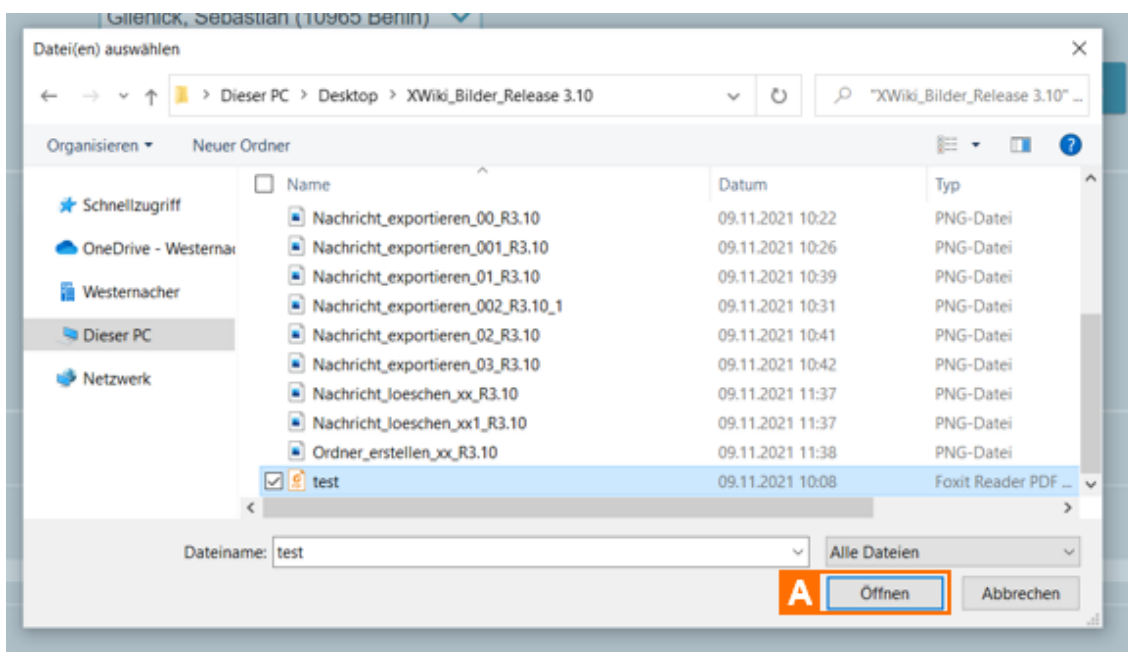 Gilenick, Sebastian (10965 Berlin)
Datei(en) auswählen
Dieser PC > Desktop > XWiki_Bilder_Release 3.10
"XWiki_Bilder_Release 3.10" ...
Organisieren
Neuer Ordner
Name Datum Typ
Schnellzugriff
OneDrive - Westernac
Westernacher
Dieser PC
Netzwerk
Nachricht_exportieren_00_R3.10 09.11.2021 10:22 PNG-Datei
Nachricht_exportieren_001_R3.10 09.11.2021 10:26 PNG-Datei
Nachricht_exportieren_01_R3.10 09.11.2021 10:39 PNG-Datei
Nachricht_exportieren_002_R3.10_1 09.11.2021 10:31 PNG-Datei
Nachricht_exportieren_02_R3.10 09.11.2021 10:41 PNG-Datei
Nachricht_exportieren_03_R3.10 09.11.2021 10:42 PNG-Datei
Nachricht_loeschen_xx_R3.10 09.11.2021 11:37 PNG-Datei
Nachricht_loeschen_xx1_R3.10 09.11.2021 11:37 PNG-Datei
Ordner_erstellen_xx_R3.10 09.11.2021 11:38 PNG-Datei
test 09.11.2021 10:08 Foxit Reader PDF ...
Dateiname: test
Alle Dateien
A Öffnen Abbrechen